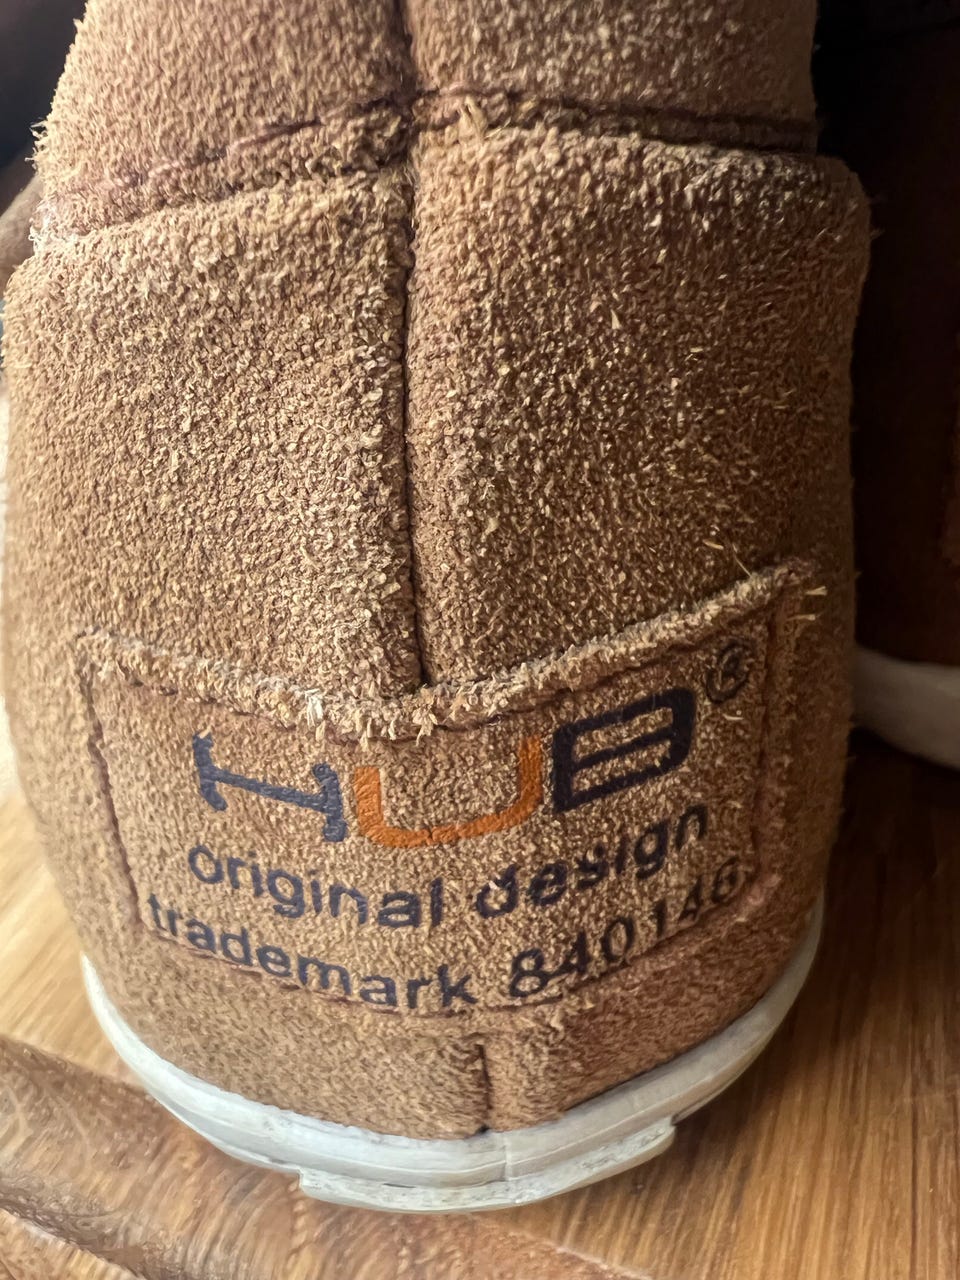 HUB®
original design
trademark 840146